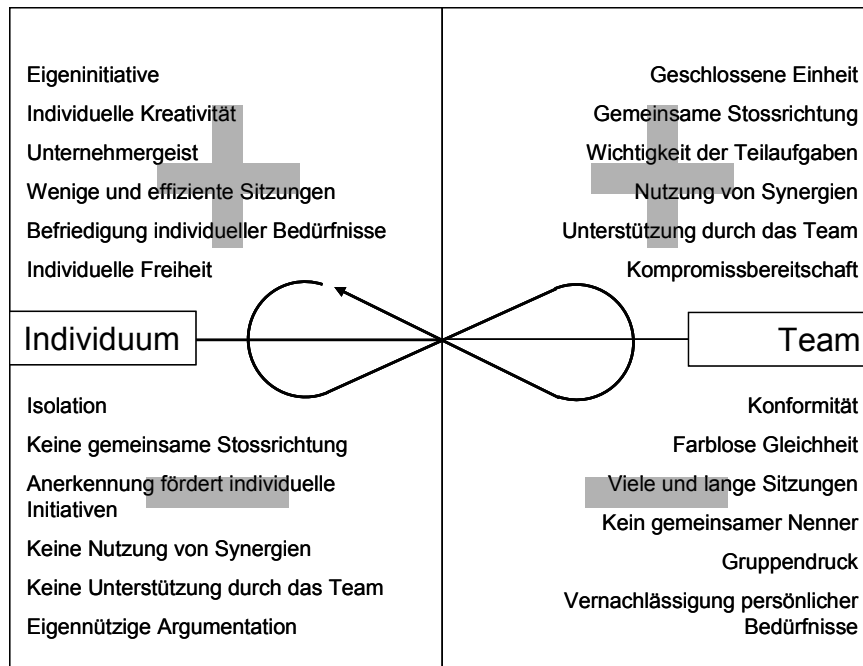 Eigeninitiative
Individuelle Kreativität
Unternehmergeist
Wenige und effiziente Sitzungen
Befriedigung individueller Bedürfnisse
Individuelle Freiheit
Geschlossene Einheit
Gemeinsame Stossrichtung
Wichtigkeit der Teilaufgaben
Nutzung von Synergien
Unterstützung durch das Team
Kompromissbereitschaft
Individuum
Team
Isolation
Keine gemeinsame Stossrichtung
Anerkennung fördert individuelle
Initiativen
Keine Nutzung von Synergien
Keine Unterstützung durch das Team
Eigennützige Argumentation
Konformität
Farblose Gleichheit
Viele und lange Sitzungen
Kein gemeinsamer Nenner
Gruppendruck
Vernachlässigung persönlicher
Bedürfnisse